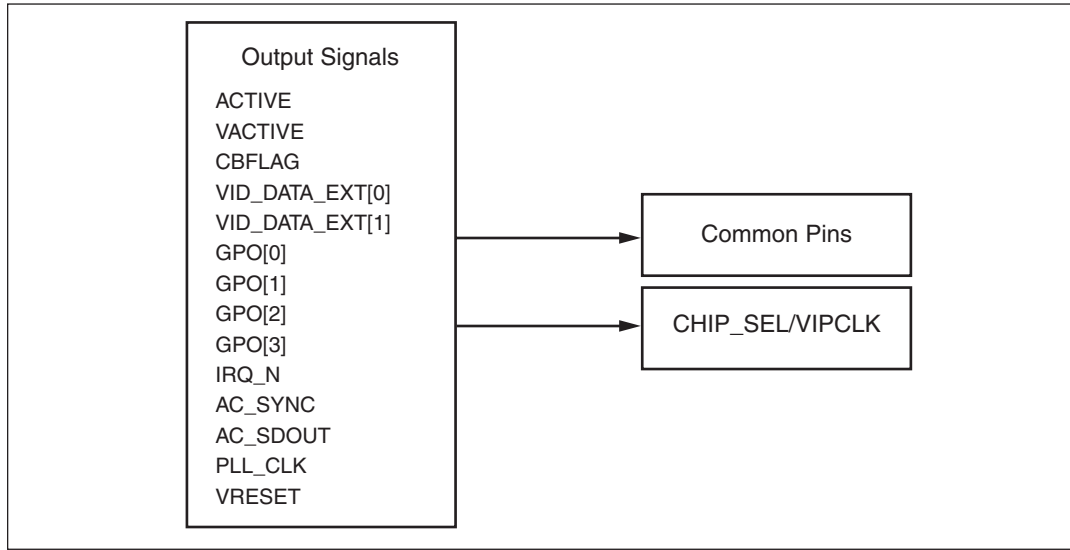 Output Signals
ACTIVE
VACTIVE
CBFLAG
VID_DATA_EXT[0]
VID_DATA_EXT[1]
GPO[0]
GPO[1]
GPO[2]
GPO[3]
IRQ_N
AC_SYNC
AC_SDOUT
PLL_CLK
VRESET
Common Pins
CHIP_SEL/VIPCLK